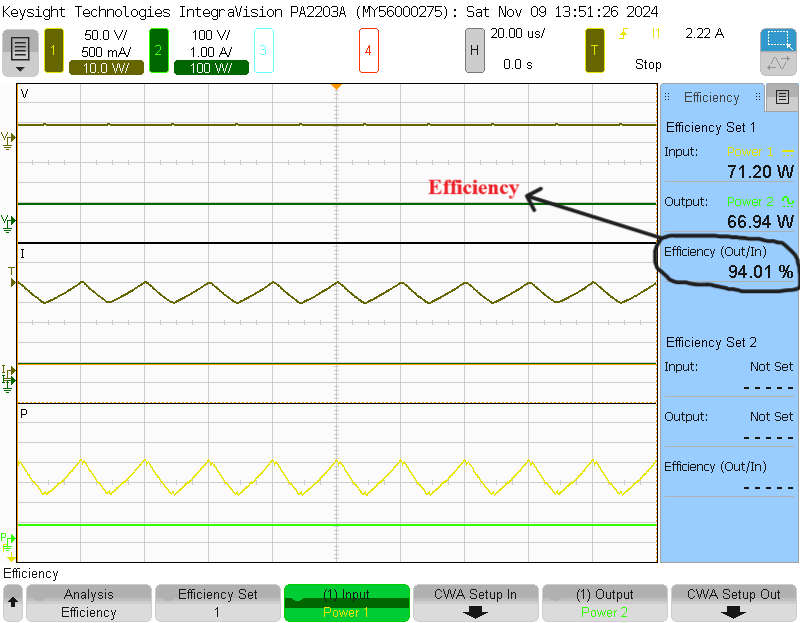 Keysight Technologies IntegraVision PA2203A (MY56000275): Sat Nov 09 13:51:26 2024
1 50.0 V/ 2 100 V/ 3 4 H 20.00 us/ T 1 2.22 A
500 mA/ 1.00 A/ 0.0 s Stop
10.0 W/ 100 W/
V
Efficiency
Efficiency Set 1
Input: Power 1
71.20 W
Output: Power 2
66.94 W
Efficiency
Efficiency (Out/In)
94.01 %
I
T
Efficiency Set 2
Input: Not Set
- - - - -
Output: Not Set
- - - - -
Efficiency (Out/In)
- - - - -
P
V
V
I
I
P
Efficiency
Analysis
Efficiency
Efficiency Set
1
(1) Input
Power 1
CWA Setup In
(1) Output
Power 2
CWA Setup Out